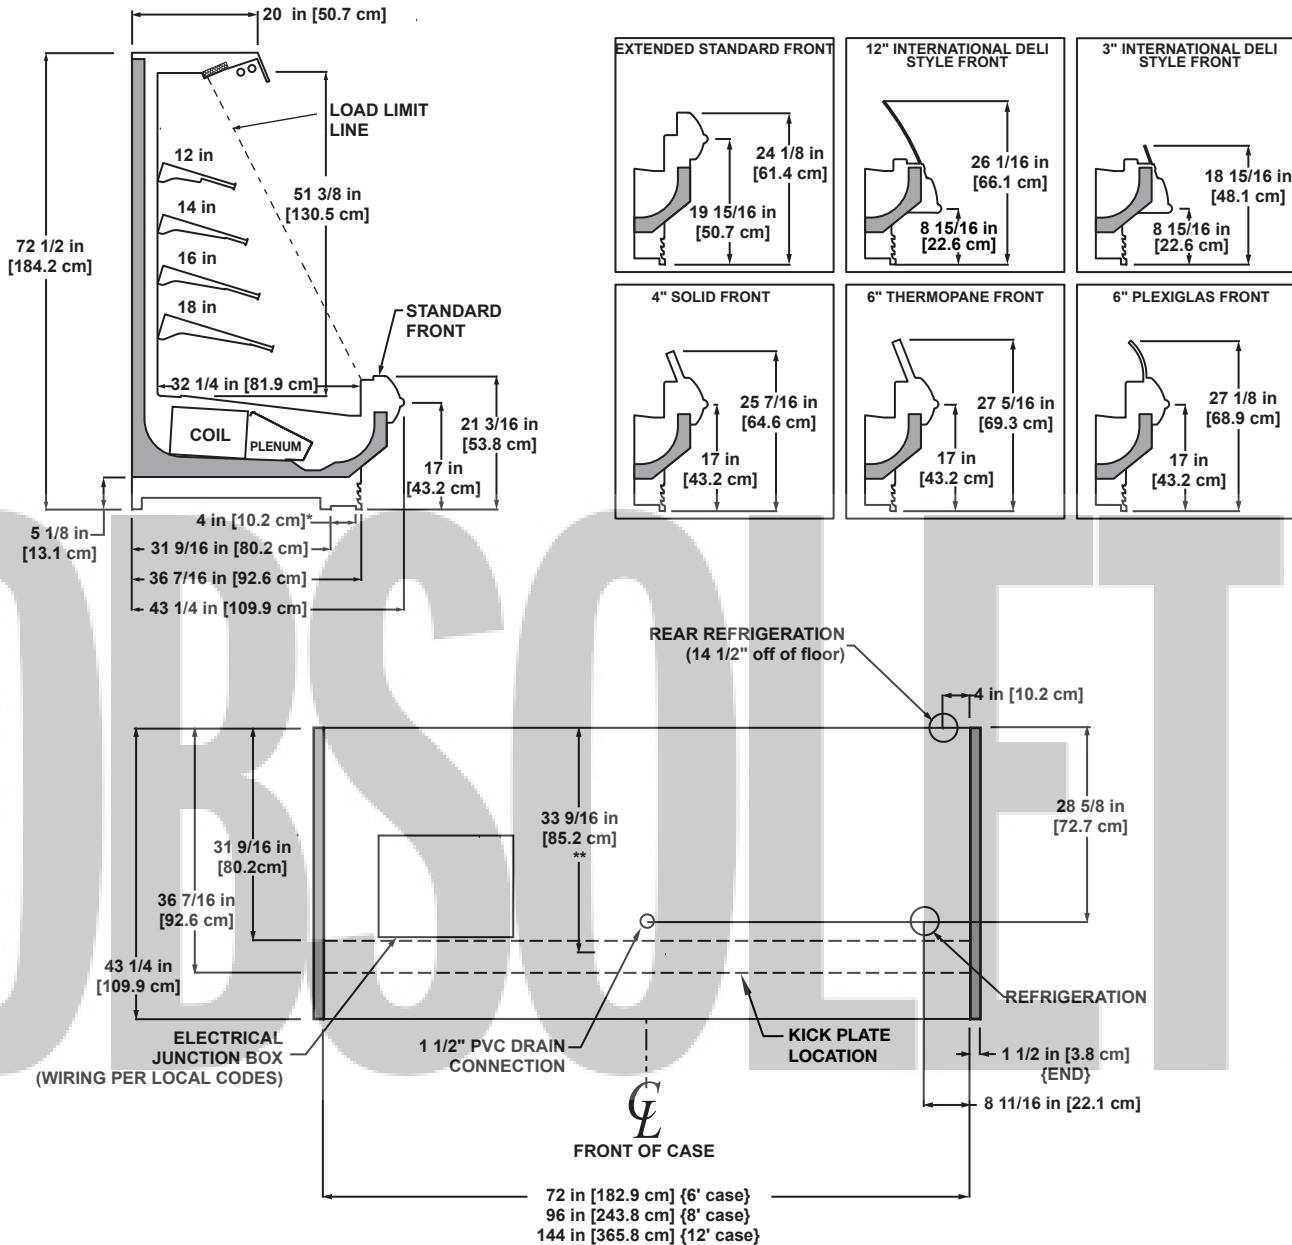 20 in [50.7 cm]
LOAD LIMIT
LINE
12 in
14 in
16 in
18 in
51 3/8 in
[130.5 cm]
72 1/2 in
[184.2 cm]
STANDARD
FRONT
32 1/4 in [81.9 cm]
COIL
PLENUM
21 3/16 in
[53.8 cm]
17 in
[43.2 cm]
5 1/8 in
[13.1 cm]
4 in [10.2 cm]*
31 9/16 in [80.2 cm]
36 7/16 in [92.6 cm]
43 1/4 in [109.9 cm]
EXTENDED STANDARD FRONT
24 1/8 in
[61.4 cm]
19 15/16 in
[50.7 cm]
12" INTERNATIONAL DELI
STYLE FRONT
26 1/16 in
[66.1 cm]
8 15/16 in
[22.6 cm]
3" INTERNATIONAL DELI
STYLE FRONT
18 15/16 in
[48.1 cm]
8 15/16 in
[22.6 cm]
4" SOLID FRONT
25 7/16 in
[64.6 cm]
17 in
[43.2 cm]
6" THERMOPANE FRONT
27 5/16 in
[69.3 cm]
17 in
[43.2 cm]
6" PLEXIGLAS FRONT
27 1/8 in
[68.9 cm]
17 in
[43.2 cm]
OBSOLET
REAR REFRIGERATION
(14 1/2" off of floor)
4 in [10.2 cm]
28 5/8 in
[72.7 cm]
33 9/16 in
[85.2 cm]
**
31 9/16 in
[80.2cm]
36 7/16 in
[92.6 cm]
43 1/4 in
[109.9 cm]
REFRIGERATION
ELECTRICAL
JUNCTION BOX
(WIRING PER LOCAL CODES)
1 1/2" PVC DRAIN
CONNECTION
KICK PLATE
LOCATION
1 1/2 in [3.8 cm]
{END}
8 11/16 in [22.1 cm]
CL
FRONT OF CASE
72 in [182.9 cm] {6' case}
96 in [243.8 cm] {8' case}
144 in [365.8 cm] {12' case}